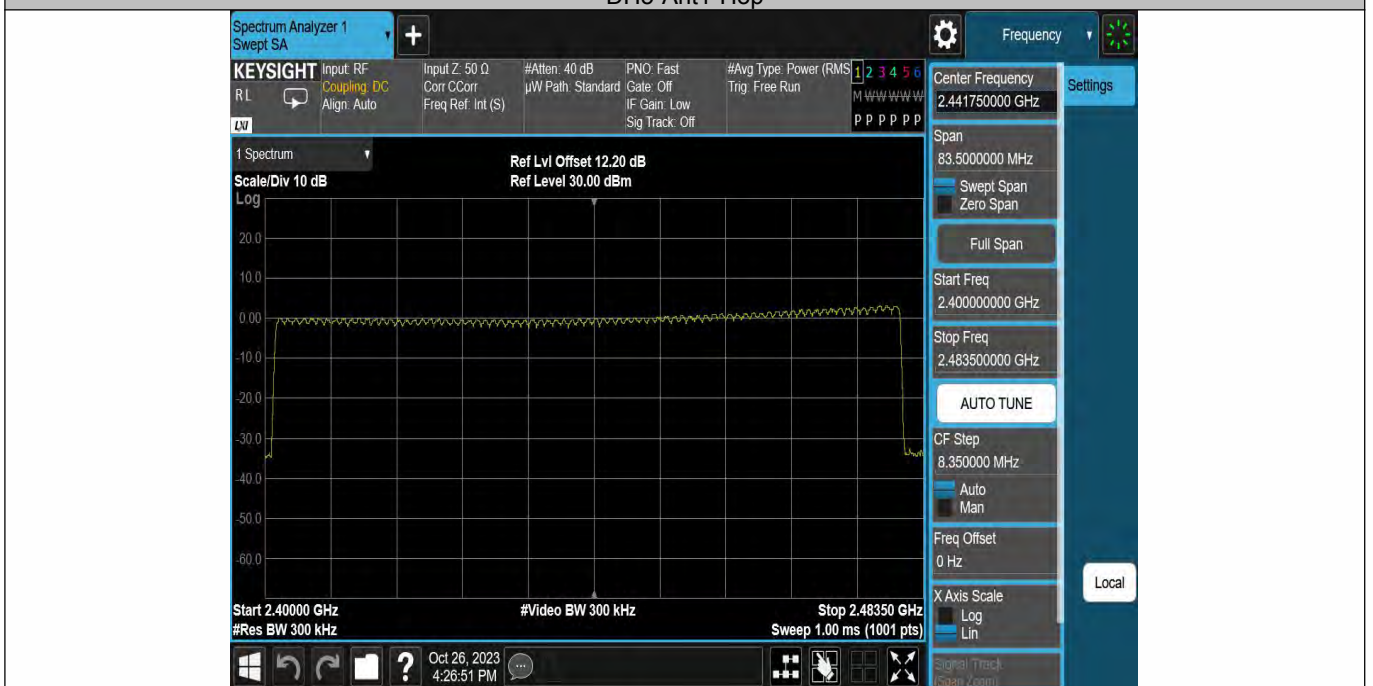 Spectrum Analyzer 1
Swept SA
Frequency
KEYSIGHT
RL
LXI
Input: RF
Coupling: DC
Align: Auto
Input Z: 50 Ω
Corr CCorr
Freq Ref: Int (S)
#Atten: 40 dB
µW Path: Standard
PNO: Fast
Gate: Off
IF Gain: Low
Sig Track: Off
#Avg Type: Power (RMS
Trig: Free Run
1 2 3 4 5 6
M W W W W W
P P P P P P
1 Spectrum
Scale/Div 10 dB
Log
Ref Lvl Offset 12.20 dB
Ref Level 30.00 dBm
20.0
10.0
0.00
-10.0
-20.0
-30.0
-40.0
-50.0
-60.0
Start 2.40000 GHz
#Res BW 300 kHz
#Video BW 300 kHz
Stop 2.48350 GHz
Sweep 1.00 ms (1001 pts)
Center Frequency
2.441750000 GHz
Settings
Span
83.5000000 MHz
Swept Span
Zero Span
Full Span
Start Freq
2.400000000 GHz
Stop Freq
2.483500000 GHz
AUTO TUNE
CF Step
8.350000 MHz
Auto
Man
Freq Offset
0 Hz
X Axis Scale
Log
Lin
Signal Track
(Span Zoom)
Local
?
Oct 26, 2023
4:26:51 PM